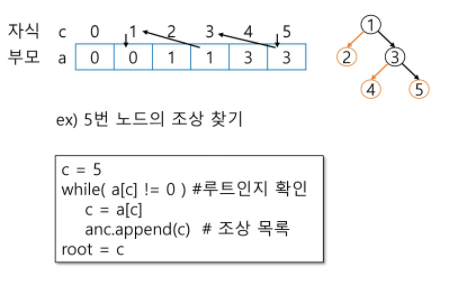 자식 c 0 1 2 3 4 5
부모 a 0 0 1 1 3 3
1
2 3
4 5
ex) 5번 노드의 조상 찾기
c = 5
while( a[c] != 0 ) #루트인지 확인
c = a[c]
anc.append(c) # 조상 목록
root = c